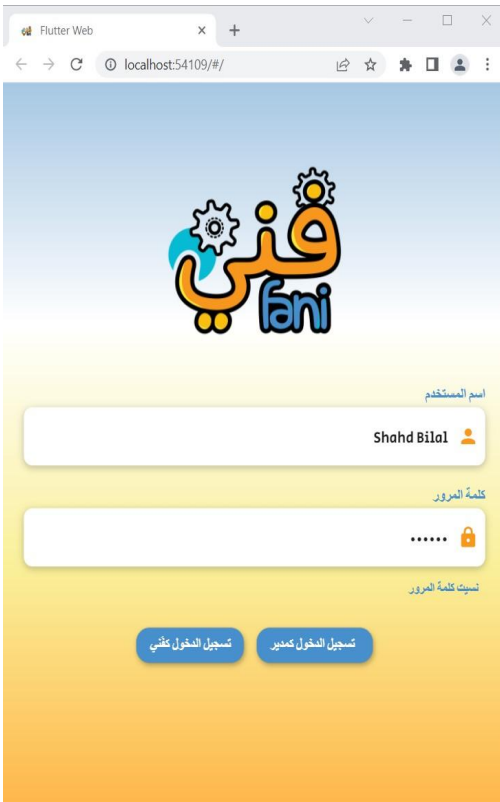 Flutter Web
localhost:54109/#/
فني
fani
اسم المستخدم
Shahd Bilal
كلمة المرور
••••••
نسيت كلمة المرور
تسجيل الدخول كمدير
تسجيل الدخول كفني